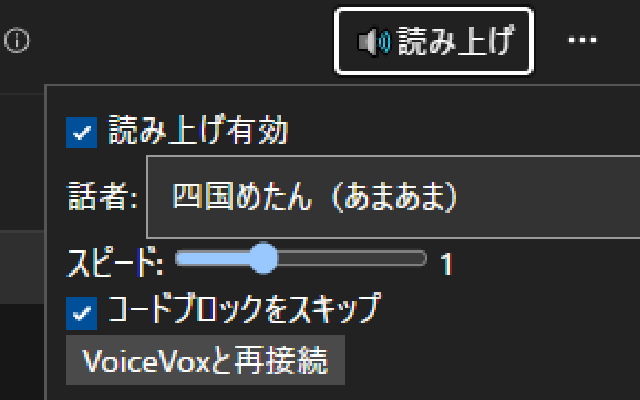 読み上げ
読み上げ有効
話者: 四国めたん（あまあま）
スピード: 1
コードブロックをスキップ
VoiceVoxと再接続